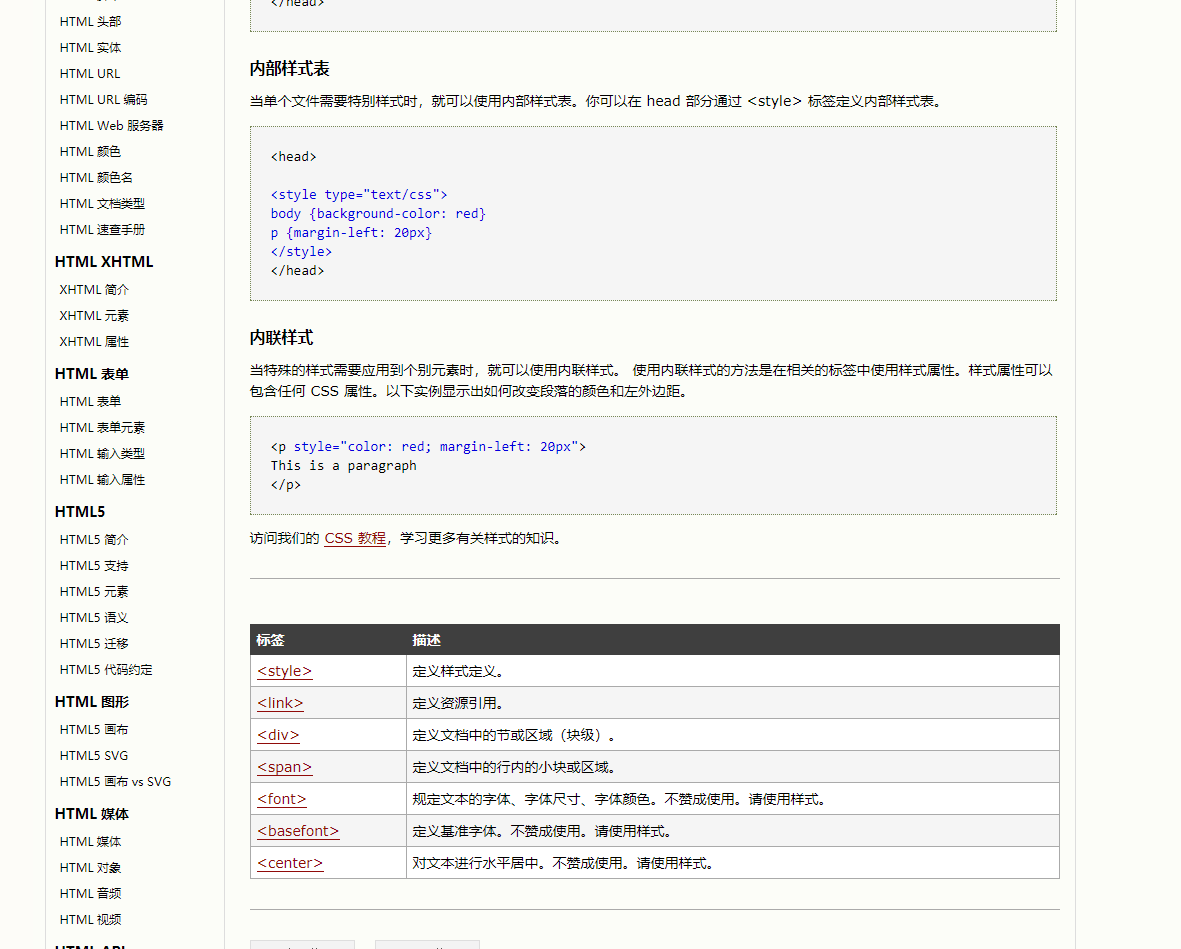 HTML 头部
HTML 实体
HTML URL
HTML URL 编码
HTML Web 服务器
HTML 颜色
HTML 颜色名
HTML 文档类型
HTML 速查手册
HTML XHTML
XHTML 简介
XHTML 元素
XHTML 属性
HTML 表单
HTML 表单
HTML 表单元素
HTML 输入类型
HTML 输入属性
HTML5
HTML5 简介
HTML5 支持
HTML5 元素
HTML5 语义
HTML5 迁移
HTML5 代码约定
HTML 图形
HTML5 画布
HTML5 SVG
HTML5 画布 vs SVG
HTML 媒体
HTML 媒体
HTML 对象
HTML 音频
HTML 视频
HTML API
</head>
内部样式表
当单个文件需要特别样式时，就可以使用内部样式表。你可以在 head 部分通过 <style> 标签定义内部样式表。
<head>
<style type="text/css">
body {background-color: red}
p {margin-left: 20px}
</style>
</head>
内联样式
当特殊的样式需要应用到个别元素时，就可以使用内联样式。 使用内联样式的方法是在相关的标签中使用样式属性。样式属性可以
包含任何 CSS 属性。以下实例显示出如何改变段落的颜色和左外边距。
<p style="color: red; margin-left: 20px">
This is a paragraph
</p>
访问我们的 CSS 教程，学习更多有关样式的知识。
标签 描述
<style> 定义样式定义。
<link> 定义资源引用。
<div> 定义文档中的节或区域（块级）。
<span> 定义文档中的行内的小块或区域。
<font> 规定文本的字体、字体尺寸、字体颜色。不赞成使用。请使用样式。
<basefont> 定义基准字体。不赞成使用。请使用样式。
<center> 对文本进行水平居中。不赞成使用。请使用样式。